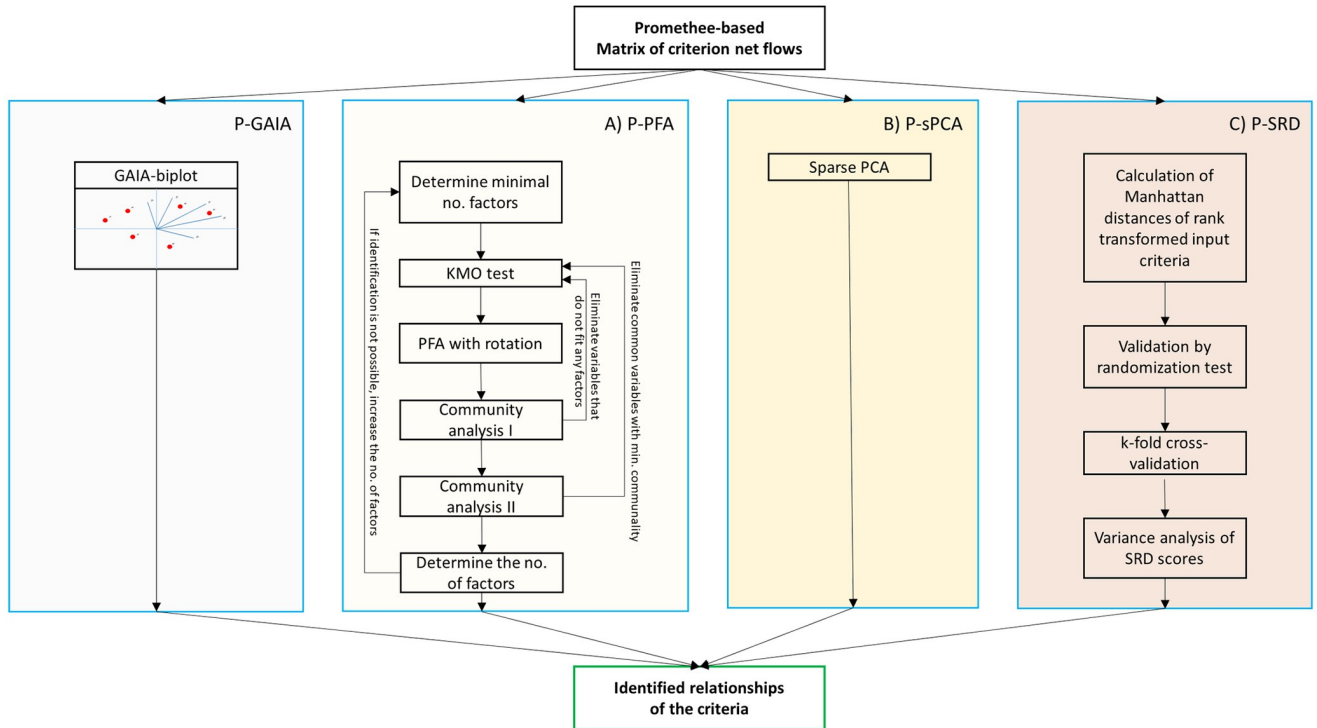 Promethee-based
Matrix of criterion net flows
P-GAIA
GAIA-biplot
A) P-PFA
Determine minimal
no. factors
KMO test
PFA with rotation
Community
analysis I
Community
analysis II
Determine the no.
of factors
If identification is not possible, increase the no. of factors
Eliminate variables that
do not fit any factors
Eliminate common variables with min. communality
B) P-sPCA
Sparse PCA
C) P-SRD
Calculation of
Manhattan
distances of rank
transformed input
criteria
Validation by
randomization test
k-fold cross-
validation
Variance analysis of
SRD scores
Identified relationships
of the criteria